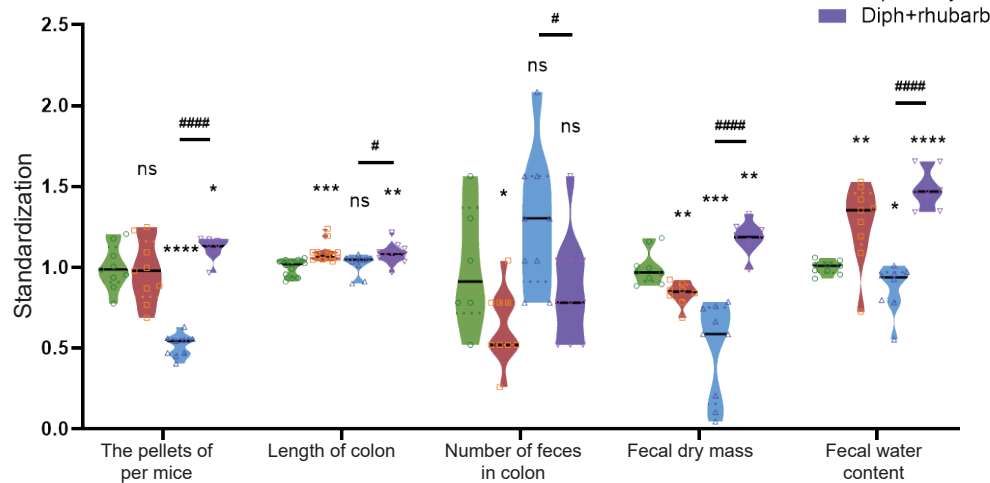 Diph+rhubarb
2.5
2.0
1.5
1.0
0.5
0.0
Standardization
ns
####
****
*
***
ns
#
**
*
ns
#
ns
**
***
####
**
**
*
####
****
The pellets of
per mice
Length of colon
Number of feces
in colon
Fecal dry mass
Fecal water
content